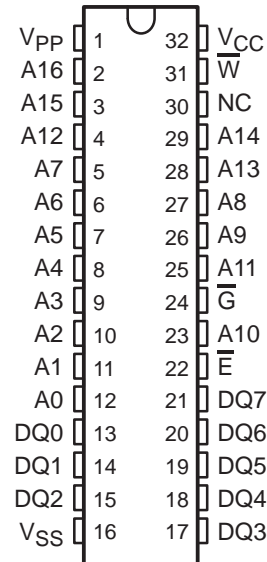 VPP 1 32 VCC
A16 2 31 W̅
A15 3 30 NC
A12 4 29 A14
A7 5 28 A13
A6 6 27 A8
A5 7 26 A9
A4 8 25 A11
A3 9 24 G̅
A2 10 23 A10
A1 11 22 E̅
A0 12 21 DQ7
DQ0 13 20 DQ6
DQ1 14 19 DQ5
DQ2 15 18 DQ4
VSS 16 17 DQ3